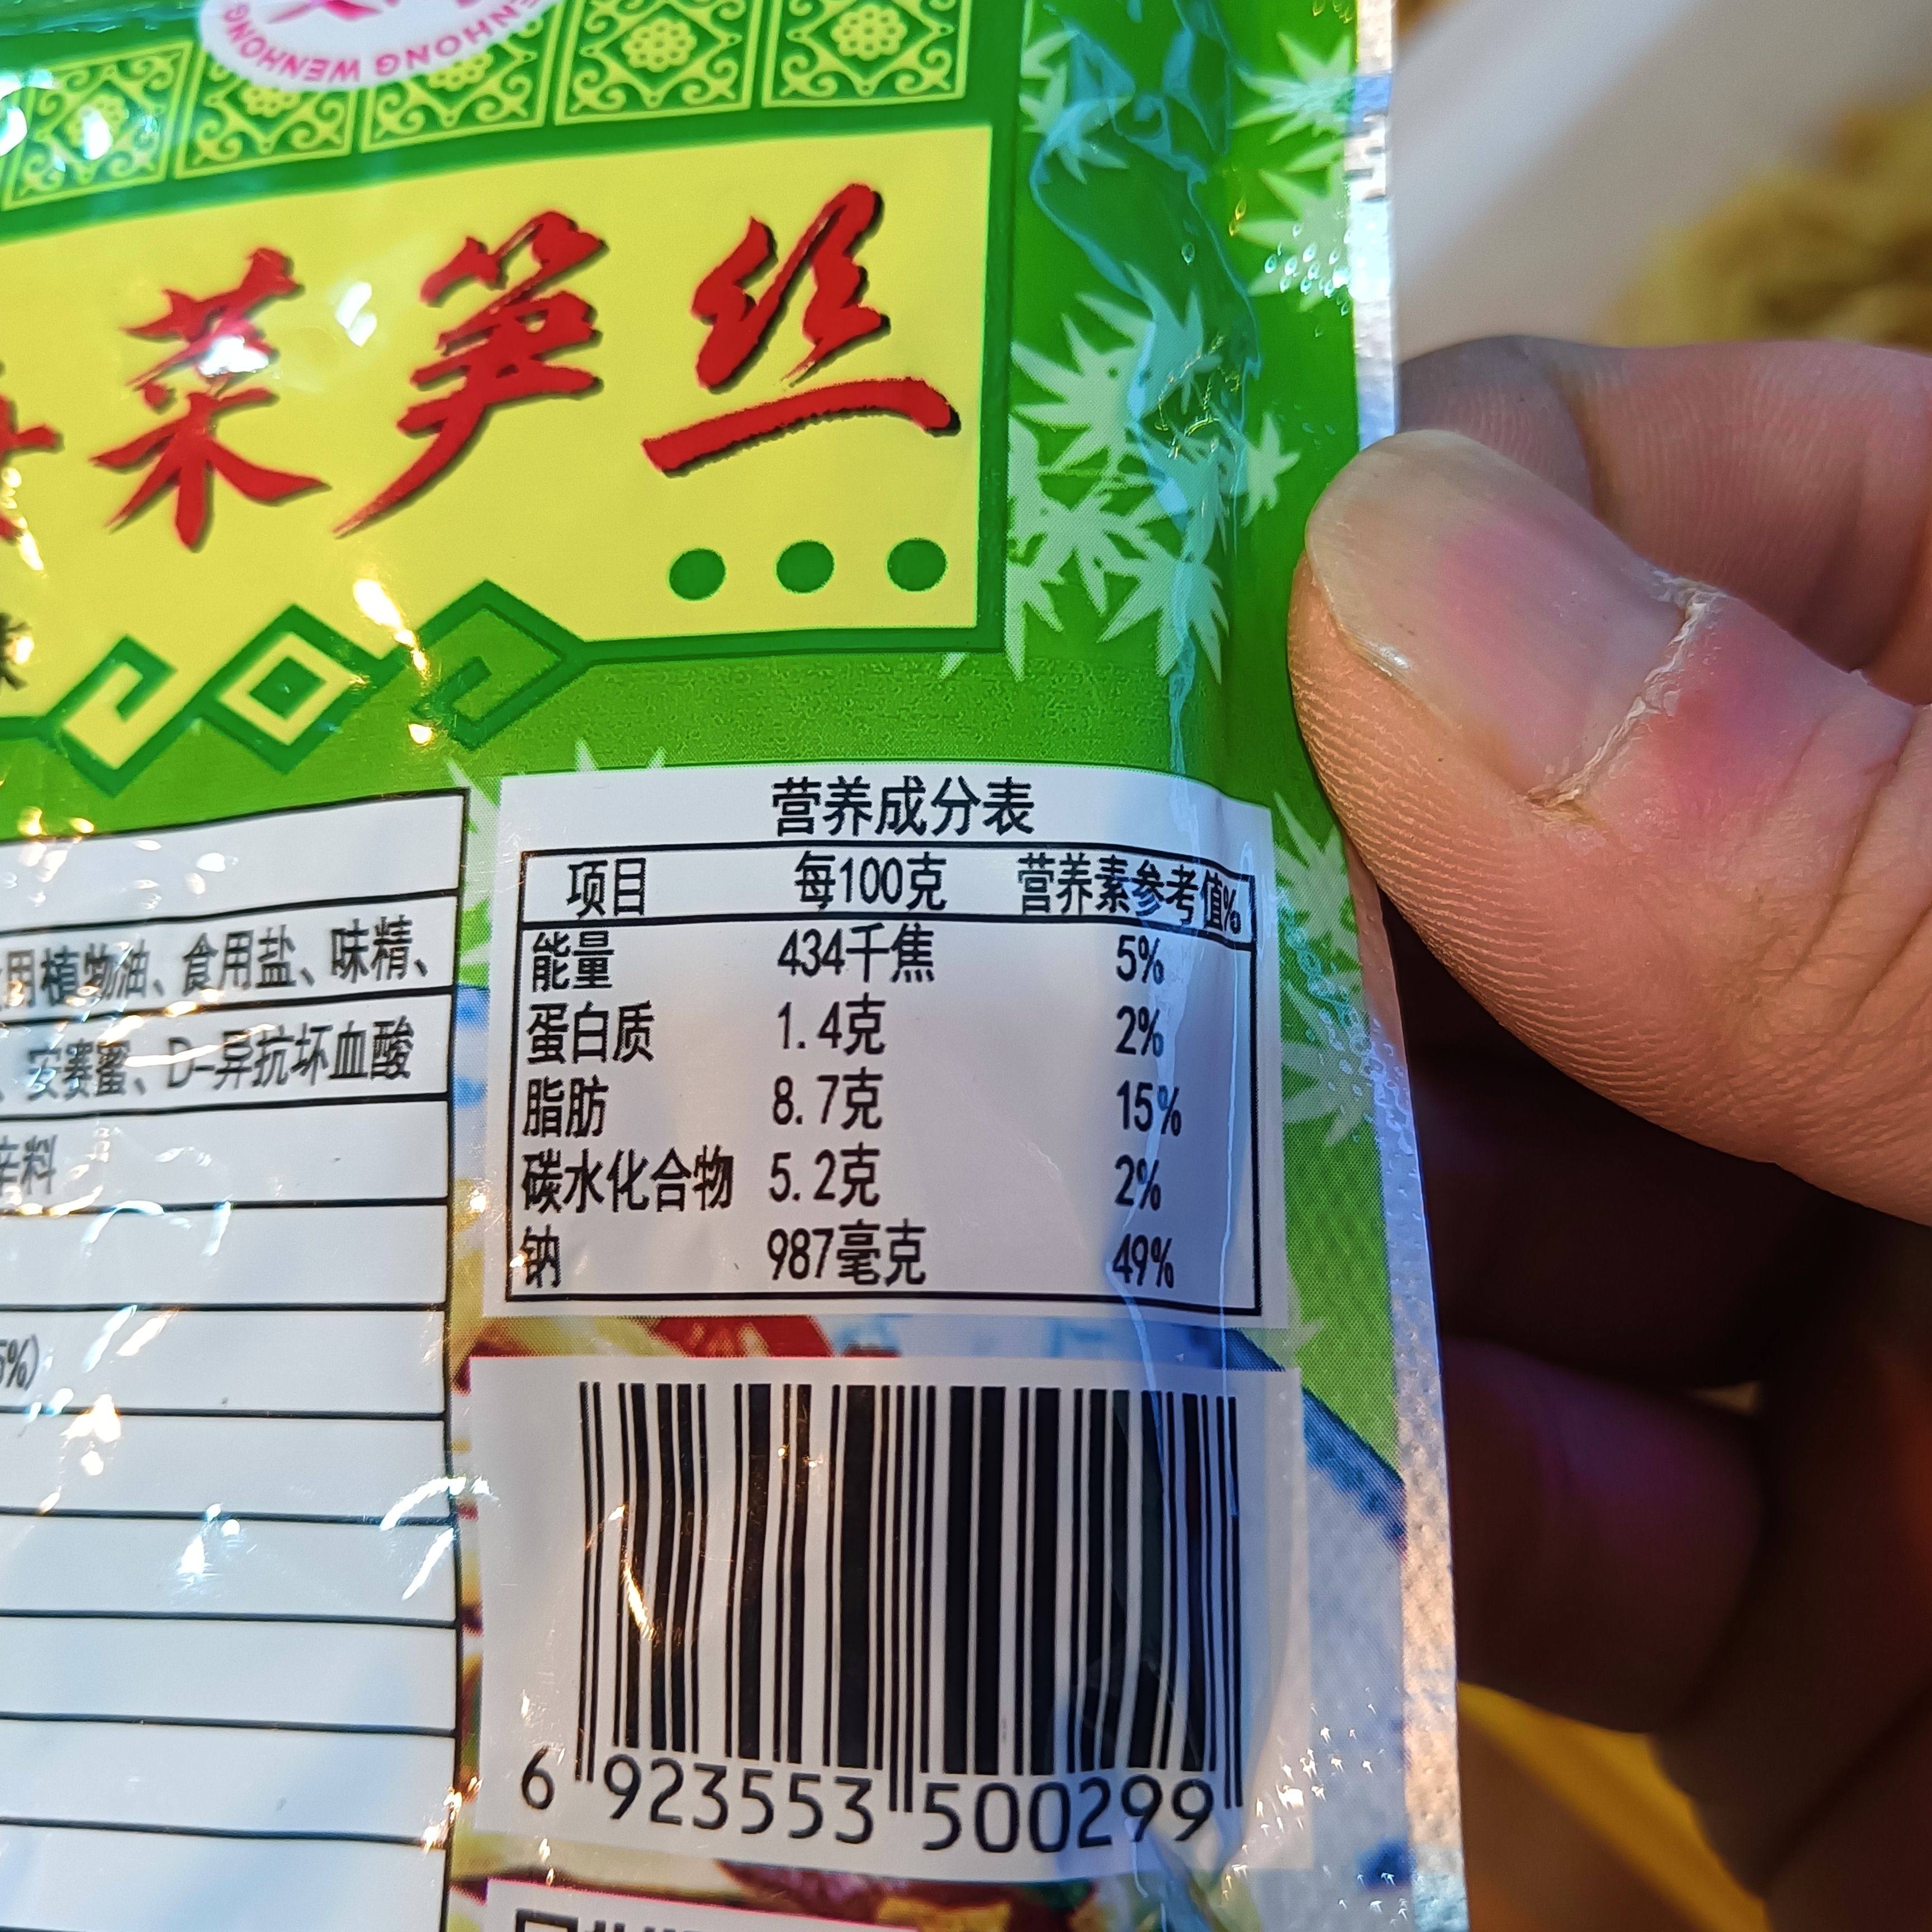 WENHONG WENHONG
菜笋丝
营养成分表
项目 每100克 营养素参考值%
能量 434千焦 5%
蛋白质 1.4克 2%
脂肪 8.7克 15%
碳水化合物 5.2克 2%
钠 987毫克 49%
用植物油、食用盐、味精、
、安赛蜜、D-异抗坏血酸
辛料
5%)
6 923553 500299